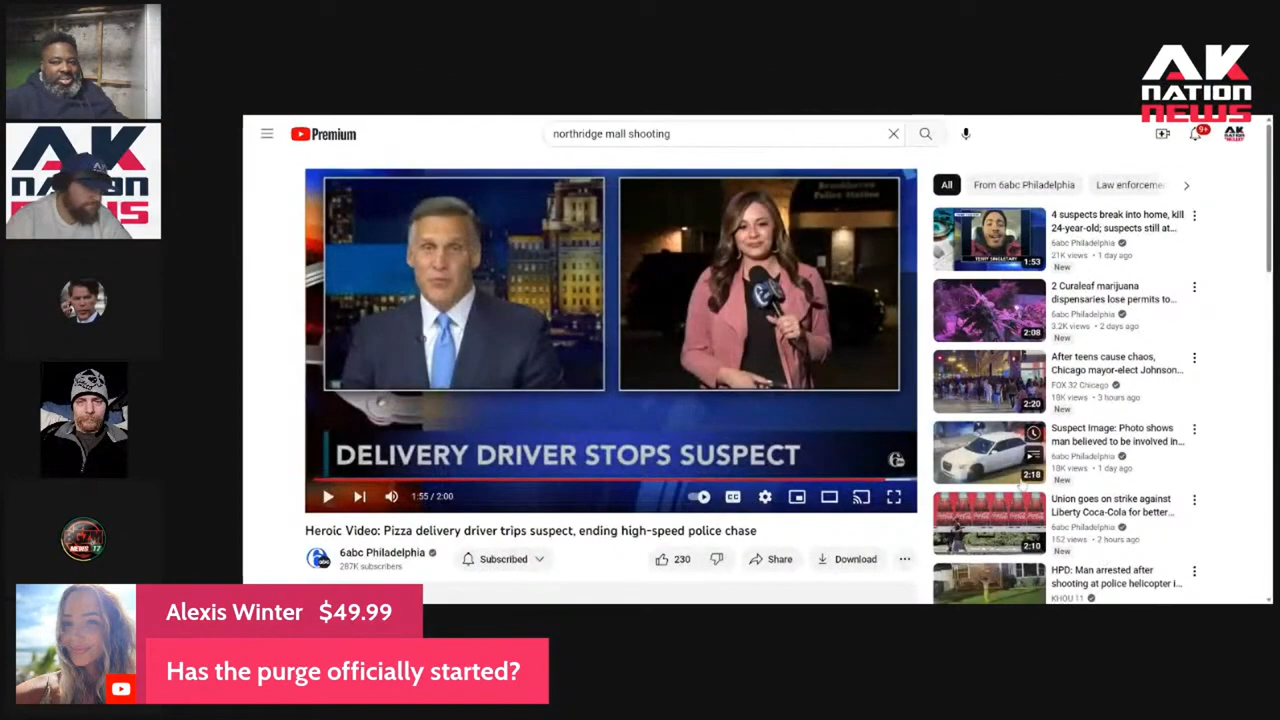 AK
NATION
NEWS
AK
NATION
NEWS
NEWS 17
Premium
northridge mall shooting
9+
Brookhaven
Police Station
DELIVERY DRIVER STOPS SUSPECT
1:55 / 2:00
Heroic Video: Pizza delivery driver trips suspect, ending high-speed police chase
6abc Philadelphia
287K subscribers
Subscribed
230
Share
Download
All
From 6abc Philadelphia
Law enforceme
4 suspects break into home, kill
24-year-old; suspects still at...
6abc Philadelphia
21K views • 1 day ago
New
1:53
2 Curaleaf marijuana
dispensaries lose permits to...
6abc Philadelphia
3.2K views • 2 days ago
New
2:08
After teens cause chaos,
Chicago mayor-elect Johnson...
FOX 32 Chicago
18K views • 3 hours ago
New
2:20
Suspect Image: Photo shows
man believed to be involved in...
6abc Philadelphia
18K views • 1 day ago
New
2:18
Union goes on strike against
Liberty Coca-Cola for better...
6abc Philadelphia
152 views • 2 hours ago
New
2:10
HPD: Man arrested after
shooting at police helicopter i...
KHOU 11
Alexis Winter $49.99
Has the purge officially started?